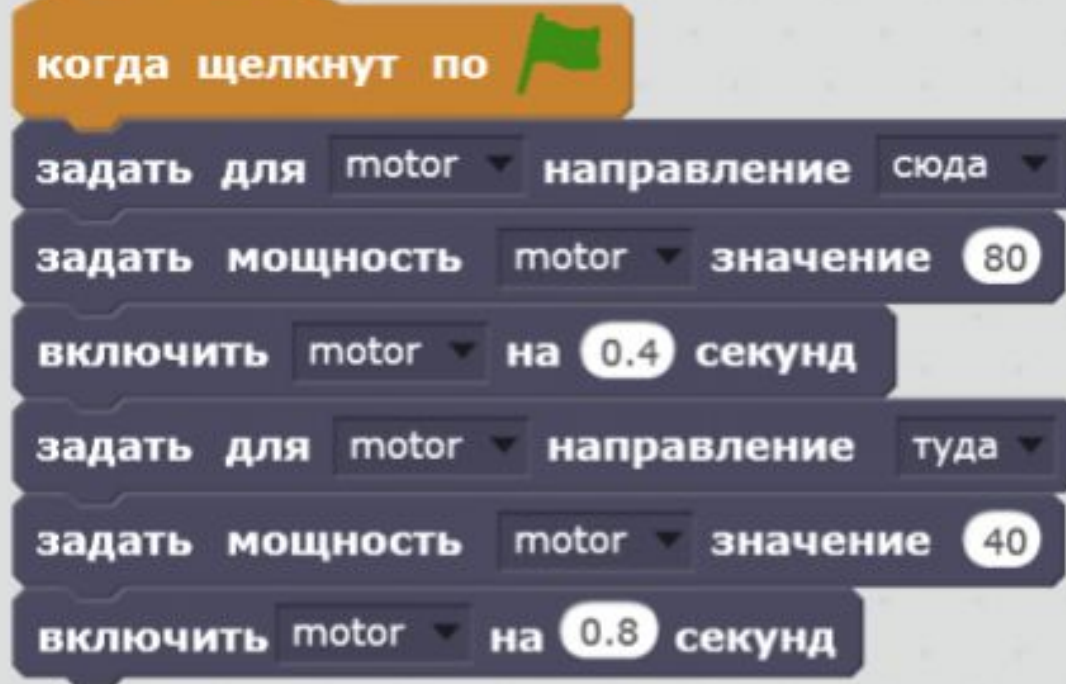 когда щелкнут по
задать для motor направление сюда
задать мощность motor значение 80
включить motor на 0.4 секунд
задать для motor направление туда
задать мощность motor значение 40
включить motor на 0.8 секунд